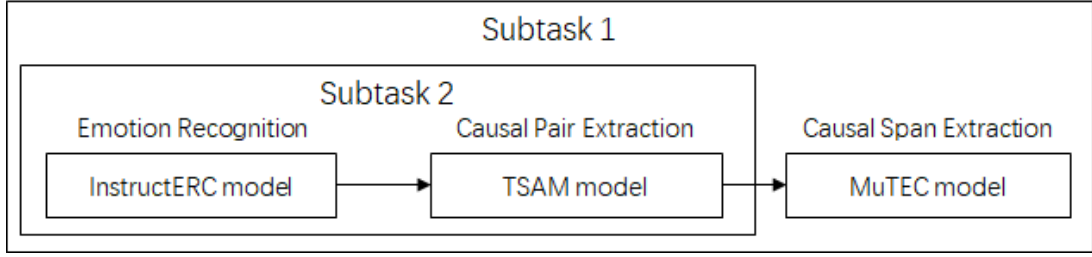 Subtask 1
Subtask 2
Emotion Recognition
Causal Pair Extraction
Causal Span Extraction
InstructERC model
TSAM model
MuTEC model